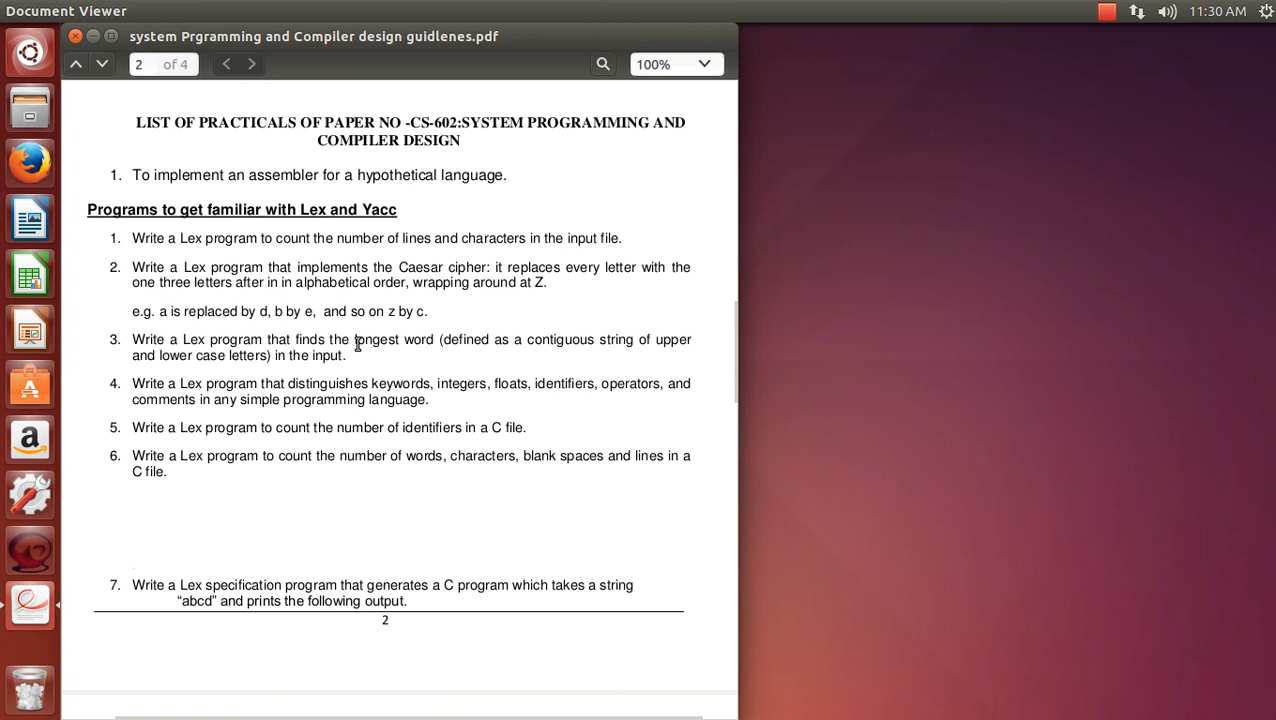 Document Viewer
11:30 AM
system Prgramming and Compiler design guidlenes.pdf
2 of 4
100%
LIST OF PRACTICALS OF PAPER NO -CS-602:SYSTEM PROGRAMMING AND
COMPILER DESIGN
1. To implement an assembler for a hypothetical language.
Programs to get familiar with Lex and Yacc
1. Write a Lex program to count the number of lines and characters in the input file.
2. Write a Lex program that implements the Caesar cipher: it replaces every letter with the
one three letters after in in alphabetical order, wrapping around at Z.
e.g. a is replaced by d, b by e, and so on z by c.
3. Write a Lex program that finds the longest word (defined as a contiguous string of upper
and lower case letters) in the input.
4. Write a Lex program that distinguishes keywords, integers, floats, identifiers, operators, and
comments in any simple programming language.
5. Write a Lex program to count the number of identifiers in a C file.
6. Write a Lex program to count the number of words, characters, blank spaces and lines in a
C file.
7. Write a Lex specification program that generates a C program which takes a string
“abcd” and prints the following output.
2